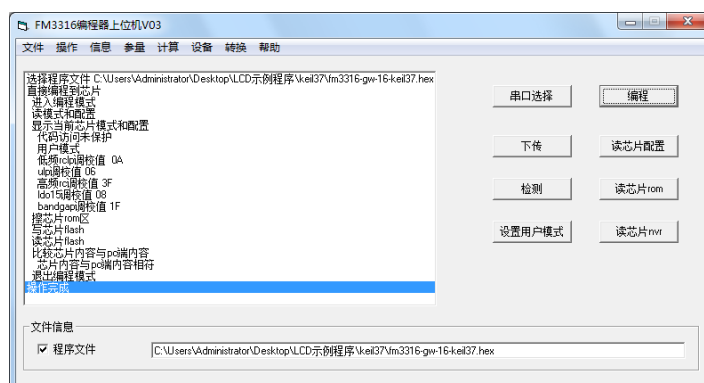 FM3316编程器上位机V03
文件 操作 信息 参量 计算 设备 转换 帮助
选择程序文件 C:\Users\Administrator\Desktop\LCD示例程序\keil37\fm3316-gw-16-keil37.hex
直接编程到芯片
进入编程模式
读模式和配置
显示当前芯片模式和配置
代码访问未保护
用户模式
低频rclp调校值 0A
ulp调校值 06
高频rc调校值 3F
ldo15调校值 08
bandgap调校值 1F
擦芯片rom区
写芯片flash
读芯片flash
比较芯片内容与pc端内容
芯片内容与pc端内容相符
退出编程模式
操作完成
串口选择 编程
下传 读芯片配置
检测 读芯片rom
设置用户模式 读芯片nvr
文件信息
程序文件 C:\Users\Administrator\Desktop\LCD示例程序\keil37\fm3316-gw-16-keil37.hex